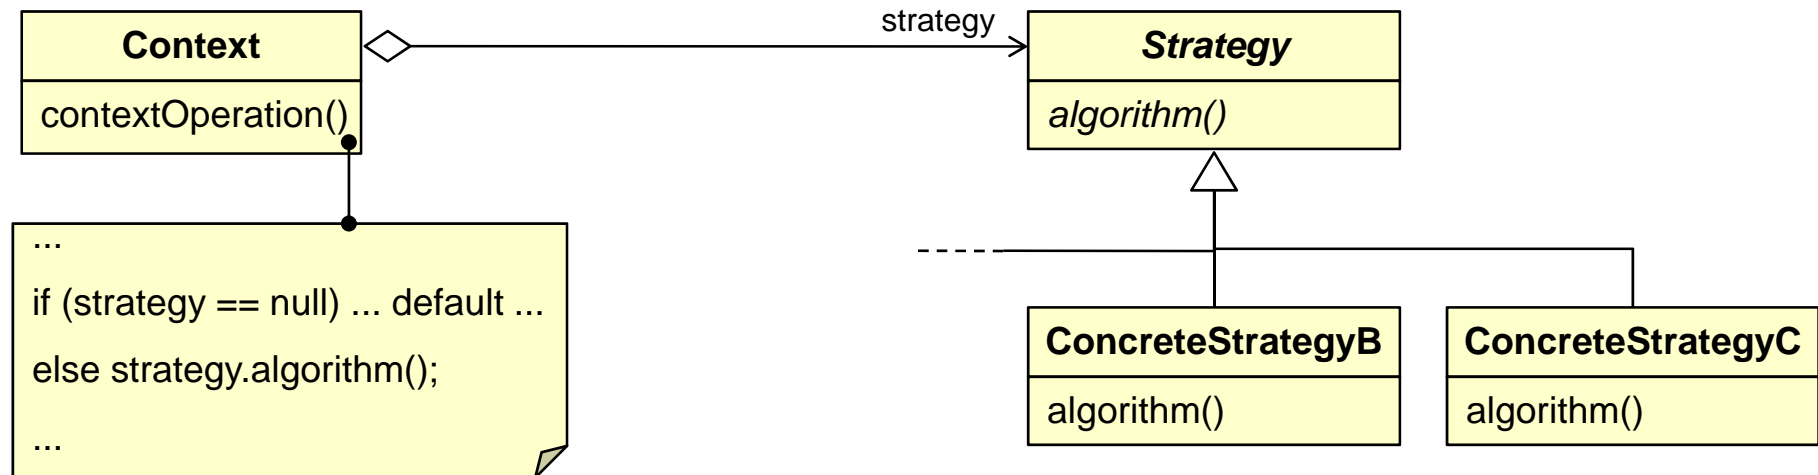 Context
contextOperation()
strategy
Strategy
algorithm()
...
if (strategy == null) ... default ...
else strategy.algorithm();
...
ConcreteStrategyB
algorithm()
ConcreteStrategyC
algorithm()